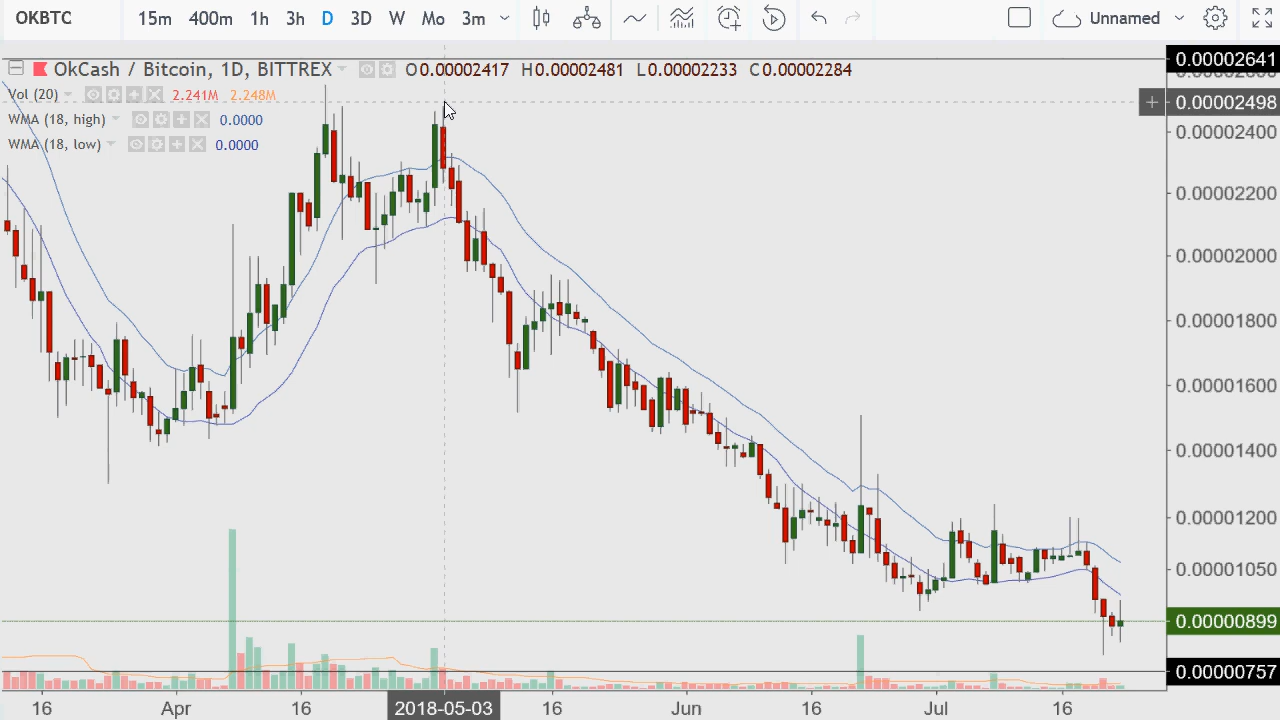 OKBTC 15m 400m 1h 3h D 3D W Mo 3m Unnamed
OkCash / Bitcoin, 1D, BITTREX O0.00002417 H0.00002481 L0.00002233 C0.00002284
Vol (20) 2.241M 2.248M
WMA (18, high) 0.0000
WMA (18, low) 0.0000
0.00002641
0.00002498
0.00002400
0.00002200
0.00002000
0.00001800
0.00001600
0.00001400
0.00001200
0.00001050
0.00000899
0.00000757
16 Apr 16 2018-05-03 16 Jun 16 Jul 16